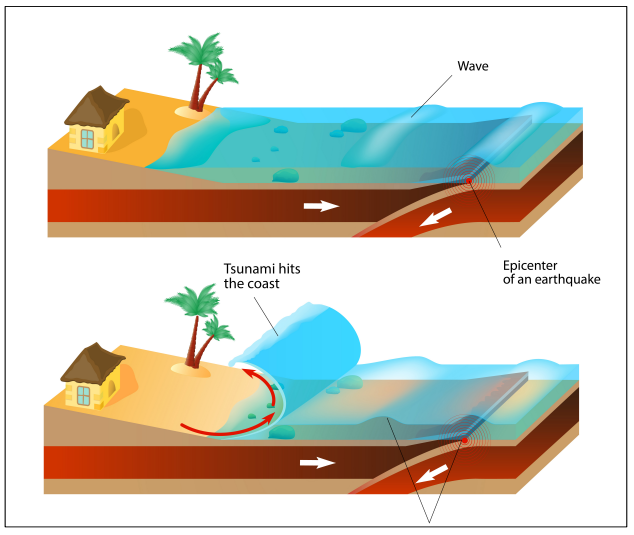 Wave
Epicenter
of an earthquake
Tsunami hits
the coast